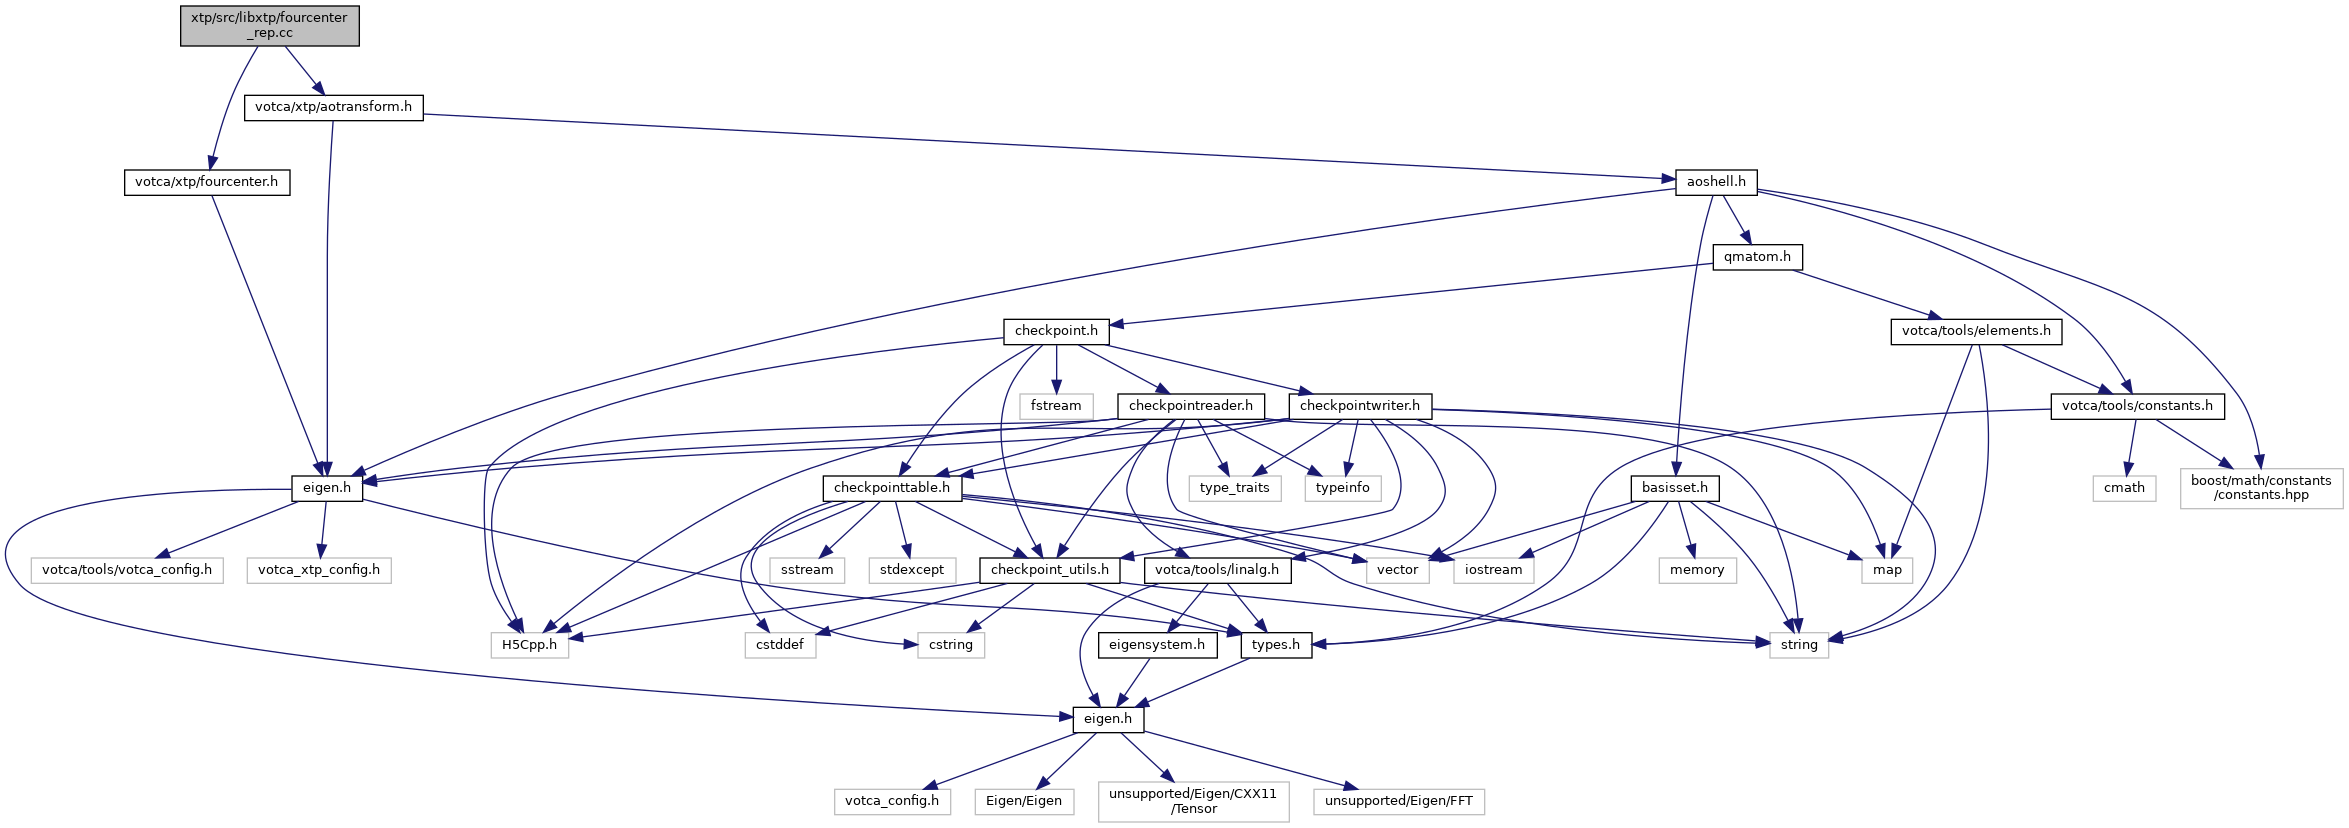 xtp/src/libxtp/fourcenter
_rep.cc
votca/xtp/aotransform.h
votca/xtp/fourcenter.h
aoshell.h
qmatom.h
checkpoint.h
votca/tools/elements.h
fstream
checkpointreader.h
checkpointwriter.h
votca/tools/constants.h
eigen.h
checkpointtable.h
type_traits
typeinfo
basisset.h
cmath
boost/math/constants
/constants.hpp
votca/tools/votca_config.h
votca_xtp_config.h
sstream
stdexcept
checkpoint_utils.h
votca/tools/linalg.h
vector
iostream
memory
map
H5Cpp.h
cstddef
cstring
eigensystem.h
types.h
string
eigen.h
votca_config.h
Eigen/Eigen
unsupported/Eigen/CXX11
/Tensor
unsupported/Eigen/FFT